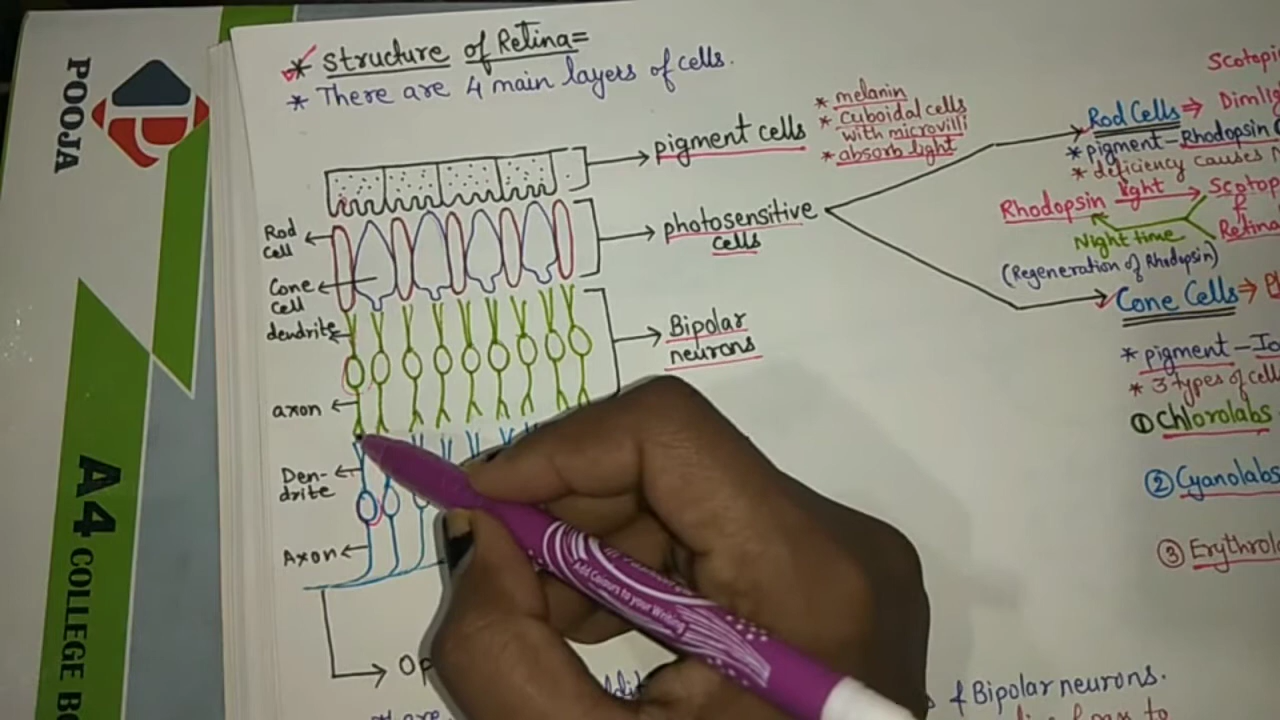 POOJA
A4 COLLEGE
* Structure of Retina=
* There are 4 main layers of cells.
pigment cells
* melanin
* cuboidal cells
with microvilli
* absorb light
Rod
cell
Cone
cell
photosensitive
cells
dendrite
axon
Bipolar
neurons
Den-
drite
Axon
Rod Cells ⇒
* pigment - Rhodopsin
* deficiency causes
Rhodopsin light
Night time
(Regeneration of Rhodopsin)
Cone Cells ⇒
* pigment -
* 3 types of
① Chlorolabs
② Cyanolabs
③
Bipolar neurons.
to